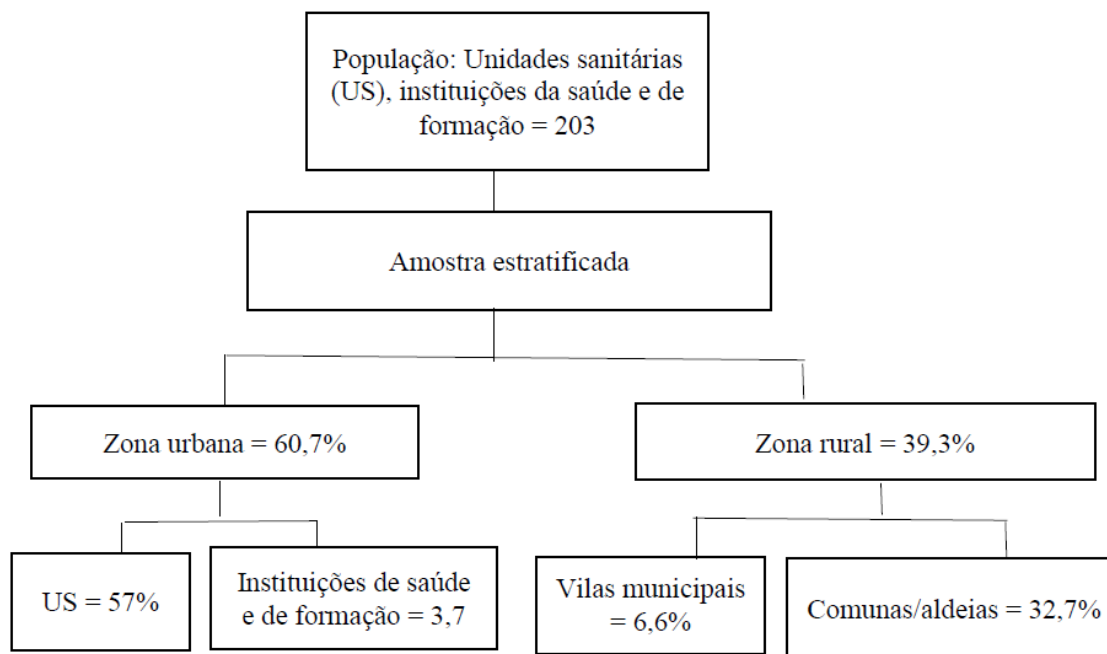 População: Unidades sanitárias
(US), instituições da saúde e de
formação = 203
Amostra estratificada
Zona urbana = 60,7%
Zona rural = 39,3%
US = 57%
Instituições de saúde
e de formação = 3,7
Vilas municipais
= 6,6%
Comunas/aldeias = 32,7%